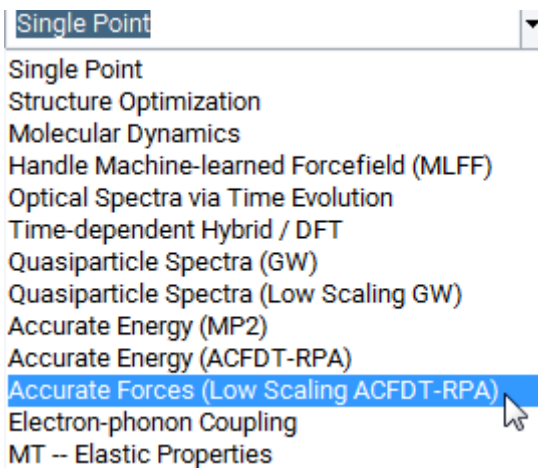 Single Point
Single Point
Structure Optimization
Molecular Dynamics
Handle Machine-learned Forcefield (MLFF)
Optical Spectra via Time Evolution
Time-dependent Hybrid / DFT
Quasiparticle Spectra (GW)
Quasiparticle Spectra (Low Scaling GW)
Accurate Energy (MP2)
Accurate Energy (ACFDT-RPA)
Accurate Forces (Low Scaling ACFDT-RPA)
Electron-phonon Coupling
MT -- Elastic Properties